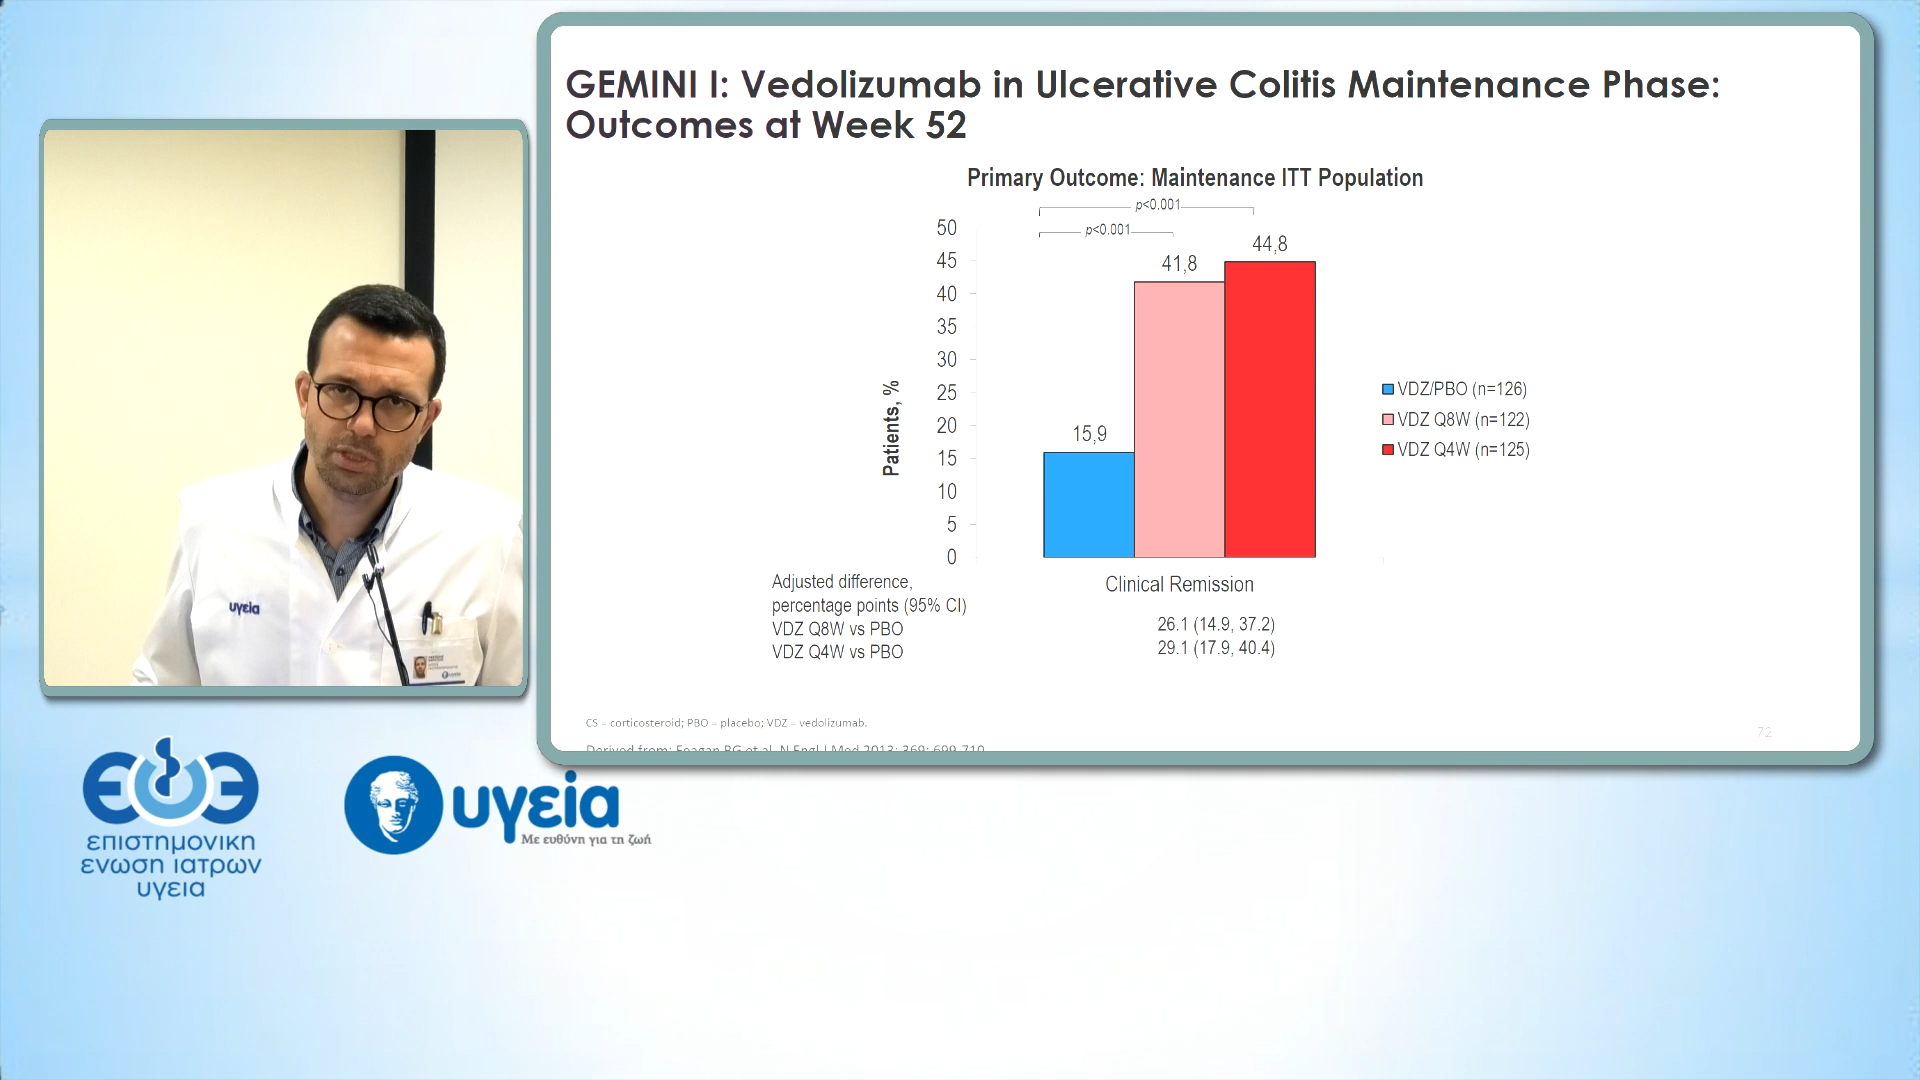 GEMINI I: Vedolizumab in Ulcerative Colitis Maintenance Phase:
Outcomes at Week 52
Primary Outcome: Maintenance ITT Population
p<0.001
p<0.001
50
45
40
35
30
25
20
15
10
5
0
Patients, %
15,9
41,8
44,8
VDZ/PBO (n=126)
VDZ Q8W (n=122)
VDZ Q4W (n=125)
Clinical Remission
Adjusted difference,
percentage points (95% CI)
VDZ Q8W vs PBO 26.1 (14.9, 37.2)
VDZ Q4W vs PBO 29.1 (17.9, 40.4)
CS = corticosteroid; PBO = placebo; VDZ = vedolizumab.
Derived from: Feagan BG et al. N Engl J Med 2013; 369: 699-710
72
υγεία
επιστημονικη
ενωση ιατρων
υγεια
υγεία
Με ευθύνη για τη ζωή